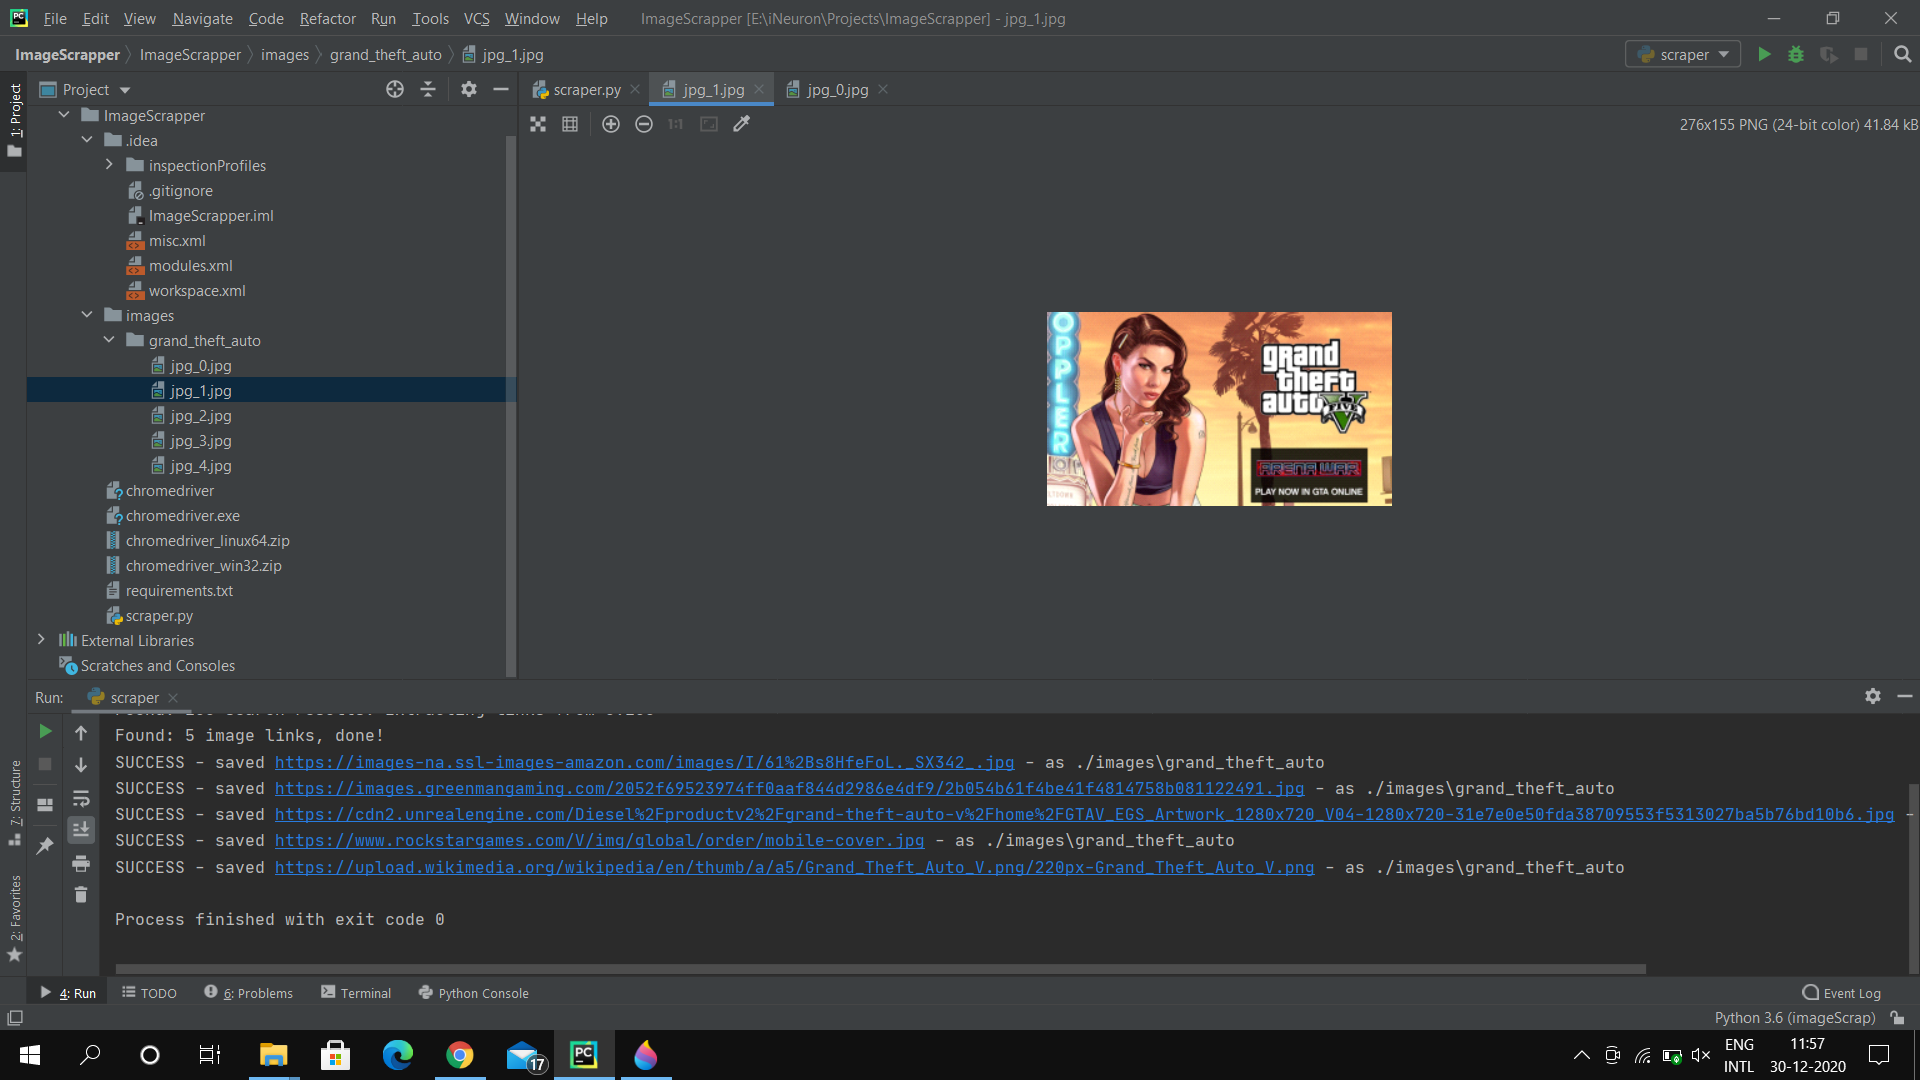 File Edit View Navigate Code Refactor Run Tools VCS Window Help ImageScrapper [E:\iNeuron\Projects\ImageScrapper] - jpg_1.jpg
ImageScrapper ImageScrapper images grand_theft_auto jpg_1.jpg scraper
1: Project
Project
scraper.py jpg_1.jpg jpg_0.jpg
1:1
276x155 PNG (24-bit color) 41.84 kB
ImageScrapper
.idea
inspectionProfiles
.gitignore
ImageScrapper.iml
misc.xml
modules.xml
workspace.xml
images
grand_theft_auto
jpg_0.jpg
jpg_1.jpg
jpg_2.jpg
jpg_3.jpg
jpg_4.jpg
chromedriver
chromedriver.exe
chromedriver_linux64.zip
chromedriver_win32.zip
requirements.txt
scraper.py
External Libraries
Scratches and Consoles
OPPLER
grand
theft
auto
FIVE
ARENA WAR
PLAY NOW IN GTA ONLINE
Run: scraper
Found: 5 image links, done!
SUCCESS - saved https://images-na.ssl-images-amazon.com/images/I/61%2Bs8HfeFoL._SX342_.jpg - as ./images\grand_theft_auto
SUCCESS - saved https://images.greenmangaming.com/2052f69523974ff0aaf844d2986e4df9/2b054b61f4be41f4814758b081122491.jpg - as ./images\grand_theft_auto
SUCCESS - saved https://cdn2.unrealengine.com/Diesel%2Fproductv2%2Fgrand-theft-auto-v%2Fhome%2FGTAV_EGS_Artwork_1280x720_V04-1280x720-31e7e0e50fda38709553f5313027ba5b76bd10b6.jpg -
SUCCESS - saved https://www.rockstargames.com/V/img/global/order/mobile-cover.jpg - as ./images\grand_theft_auto
SUCCESS - saved https://upload.wikimedia.org/wikipedia/en/thumb/a/a5/Grand_Theft_Auto_V.png/220px-Grand_Theft_Auto_V.png - as ./images\grand_theft_auto
Process finished with exit code 0
7: Structure
2: Favorites
4: Run TODO 6: Problems Terminal Python Console Event Log
Python 3.6 (imageScrap)
17
ENG
INTL
11:57
30-12-2020